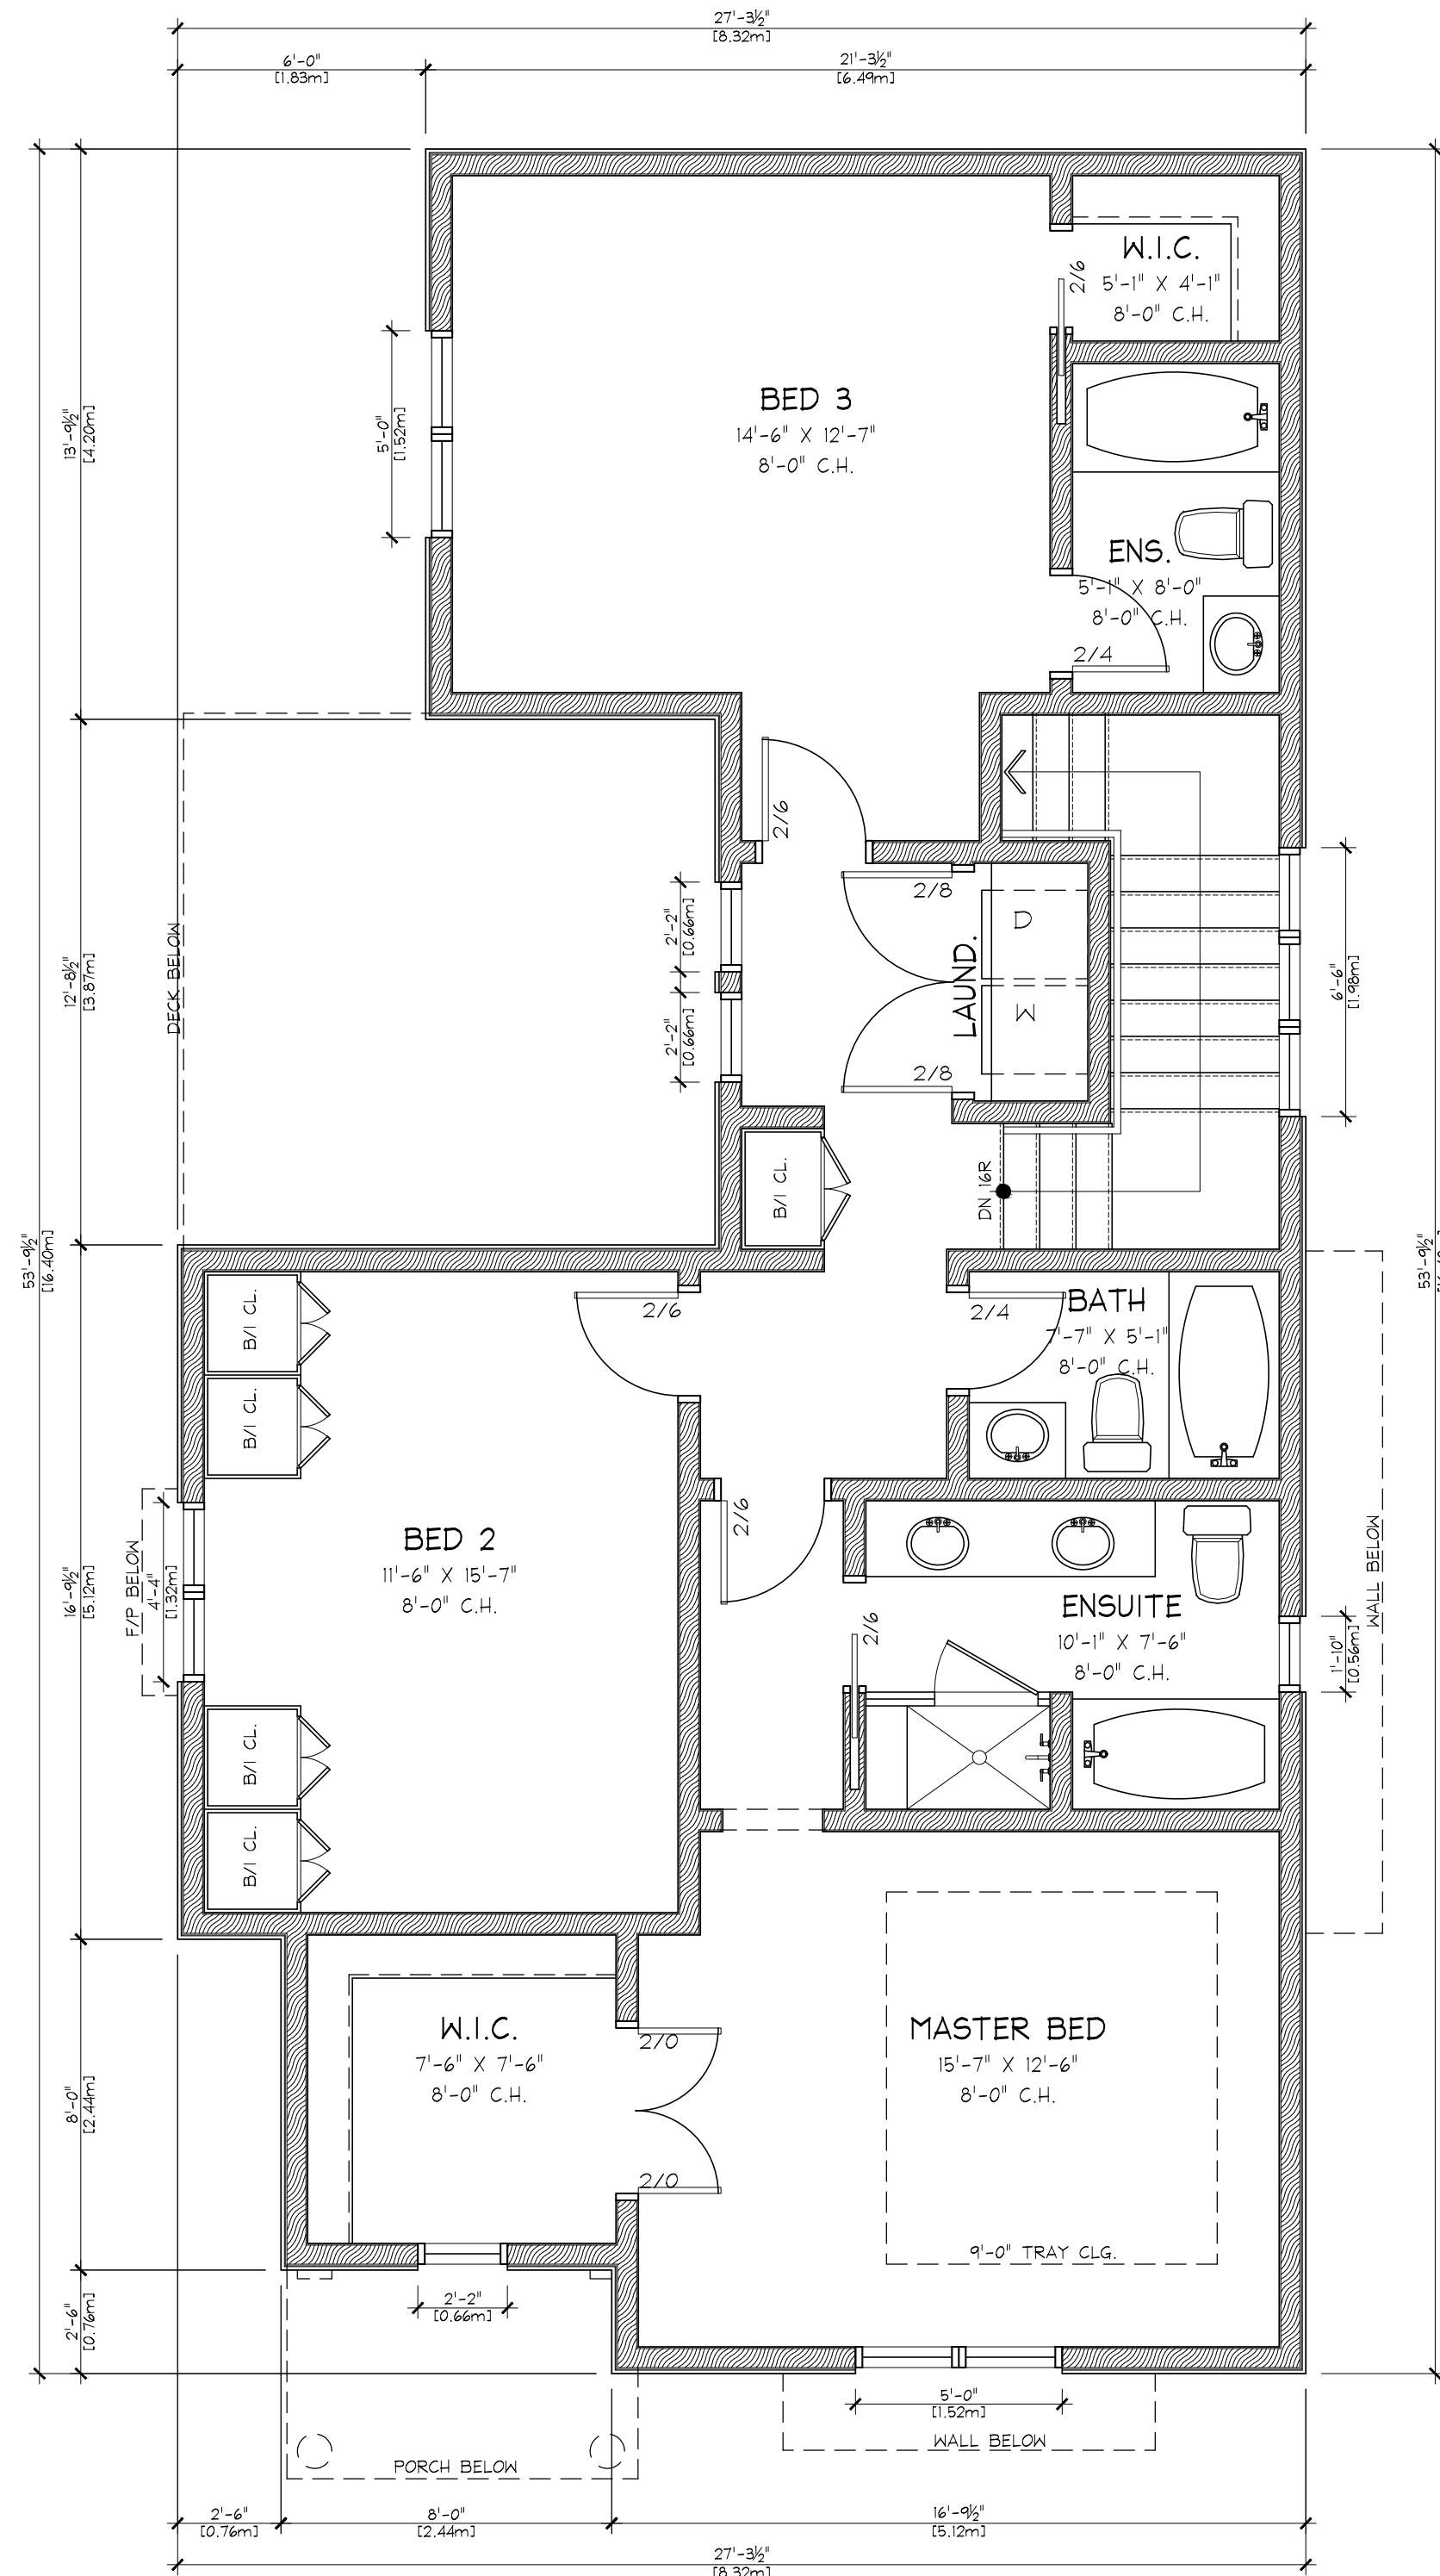 27'-3½"
[8.32m]
6'-0"
[1.83m]
21'-3½"
[6.49m]
W.I.C.
5'-1" X 4'-1"
8'-0" C.H.
2/6
BED 3
14'-6" X 12'-7"
8'-0" C.H.
13'-9½"
[4.20m]
5'-0"
[1.52m]
ENS.
5'-1" X 8'-0"
8'-0" C.H.
2/4
2/6
2/8
D
LAUND.
W
2/8
2'-2"
[0.66m]
2'-2"
[0.66m]
6'-6"
[1.98m]
DECK BELOW
12'-8½"
[3.87m]
B/I CL.
DN 16R
53'-9½"
[16.40m]
53'-9½"
B/I CL.
B/I CL.
2/6
2/4
BATH
7'-7" X 5'-1"
8'-0" C.H.
2/6
BED 2
11'-6" X 15'-7"
8'-0" C.H.
16'-9½"
[5.12m]
F/P BELOW
4'-4"
[1.32m]
WALL BELOW
ENSUITE
10'-1" X 7'-6"
8'-0" C.H.
2/6
1'-10"
[0.56m]
B/I CL.
B/I CL.
W.I.C.
7'-6" X 7'-6"
8'-0" C.H.
2/0
2/0
MASTER BED
15'-7" X 12'-6"
8'-0" C.H.
9'-0" TRAY CLG.
8'-0"
[2.44m]
2'-6"
[0.76m]
2'-2"
[0.66m]
5'-0"
[1.52m]
WALL BELOW
PORCH BELOW
2'-6"
[0.76m]
8'-0"
[2.44m]
16'-9½"
[5.12m]
27'-3½"
[8.32m]